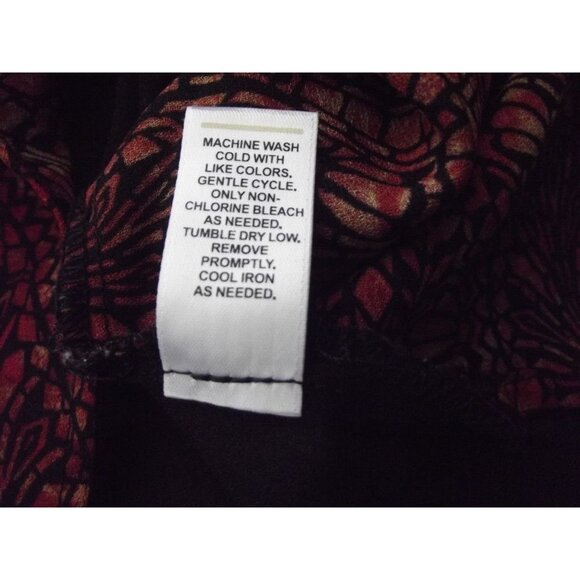 MACHINE WASH
COLD WITH
LIKE COLORS.
GENTLE CYCLE.
ONLY NON-
CHLORINE BLEACH
AS NEEDED.
TUMBLE DRY LOW.
REMOVE
PROMPTLY.
COOL IRON
AS NEEDED.